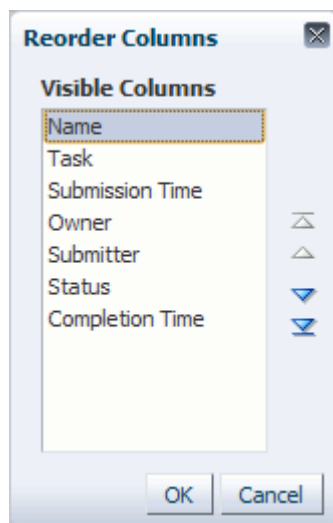 Reorder Columns
Visible Columns
Name
Task
Submission Time
Owner
Submitter
Status
Completion Time
OK
Cancel